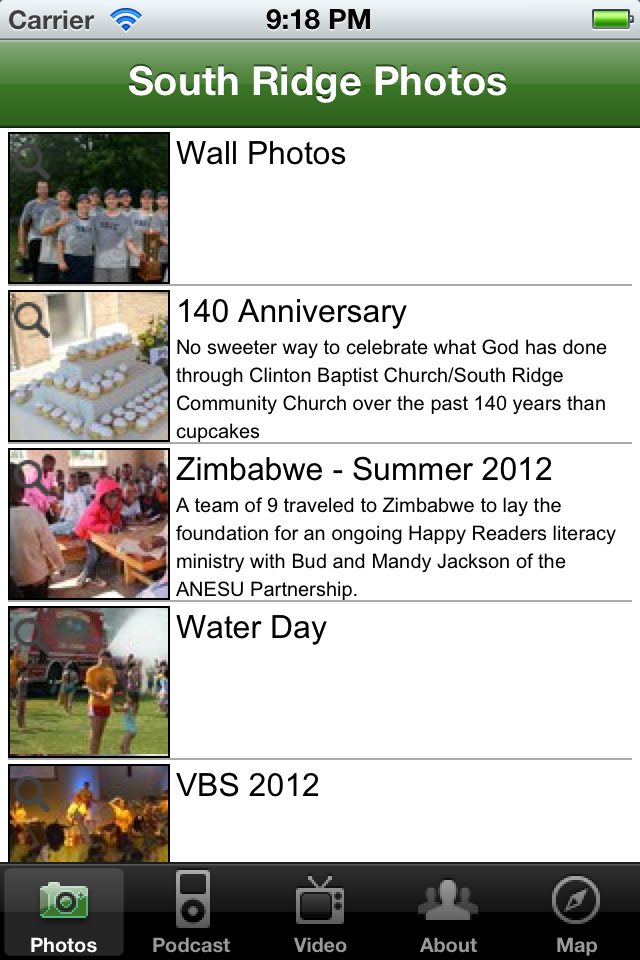 Carrier 9:18 PM
South Ridge Photos
Wall Photos
140 Anniversary
No sweeter way to celebrate what God has done
through Clinton Baptist Church/South Ridge
Community Church over the past 140 years than
cupcakes
Zimbabwe - Summer 2012
A team of 9 traveled to Zimbabwe to lay the
foundation for an ongoing Happy Readers literacy
ministry with Bud and Mandy Jackson of the
ANESU Partnership.
Water Day
VBS 2012
Photos Podcast Video About Map